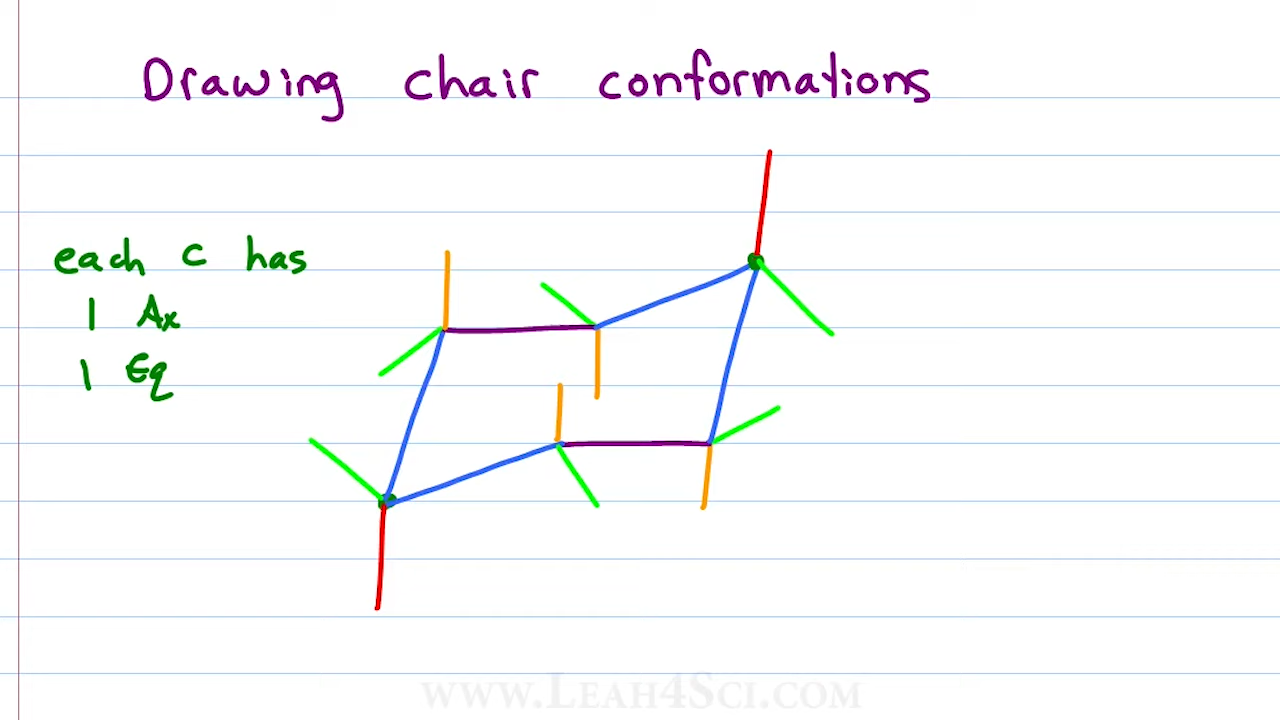 Drawing chair conformations
each C has
1 Ax
1 Eq
www.Leah4Sci.com